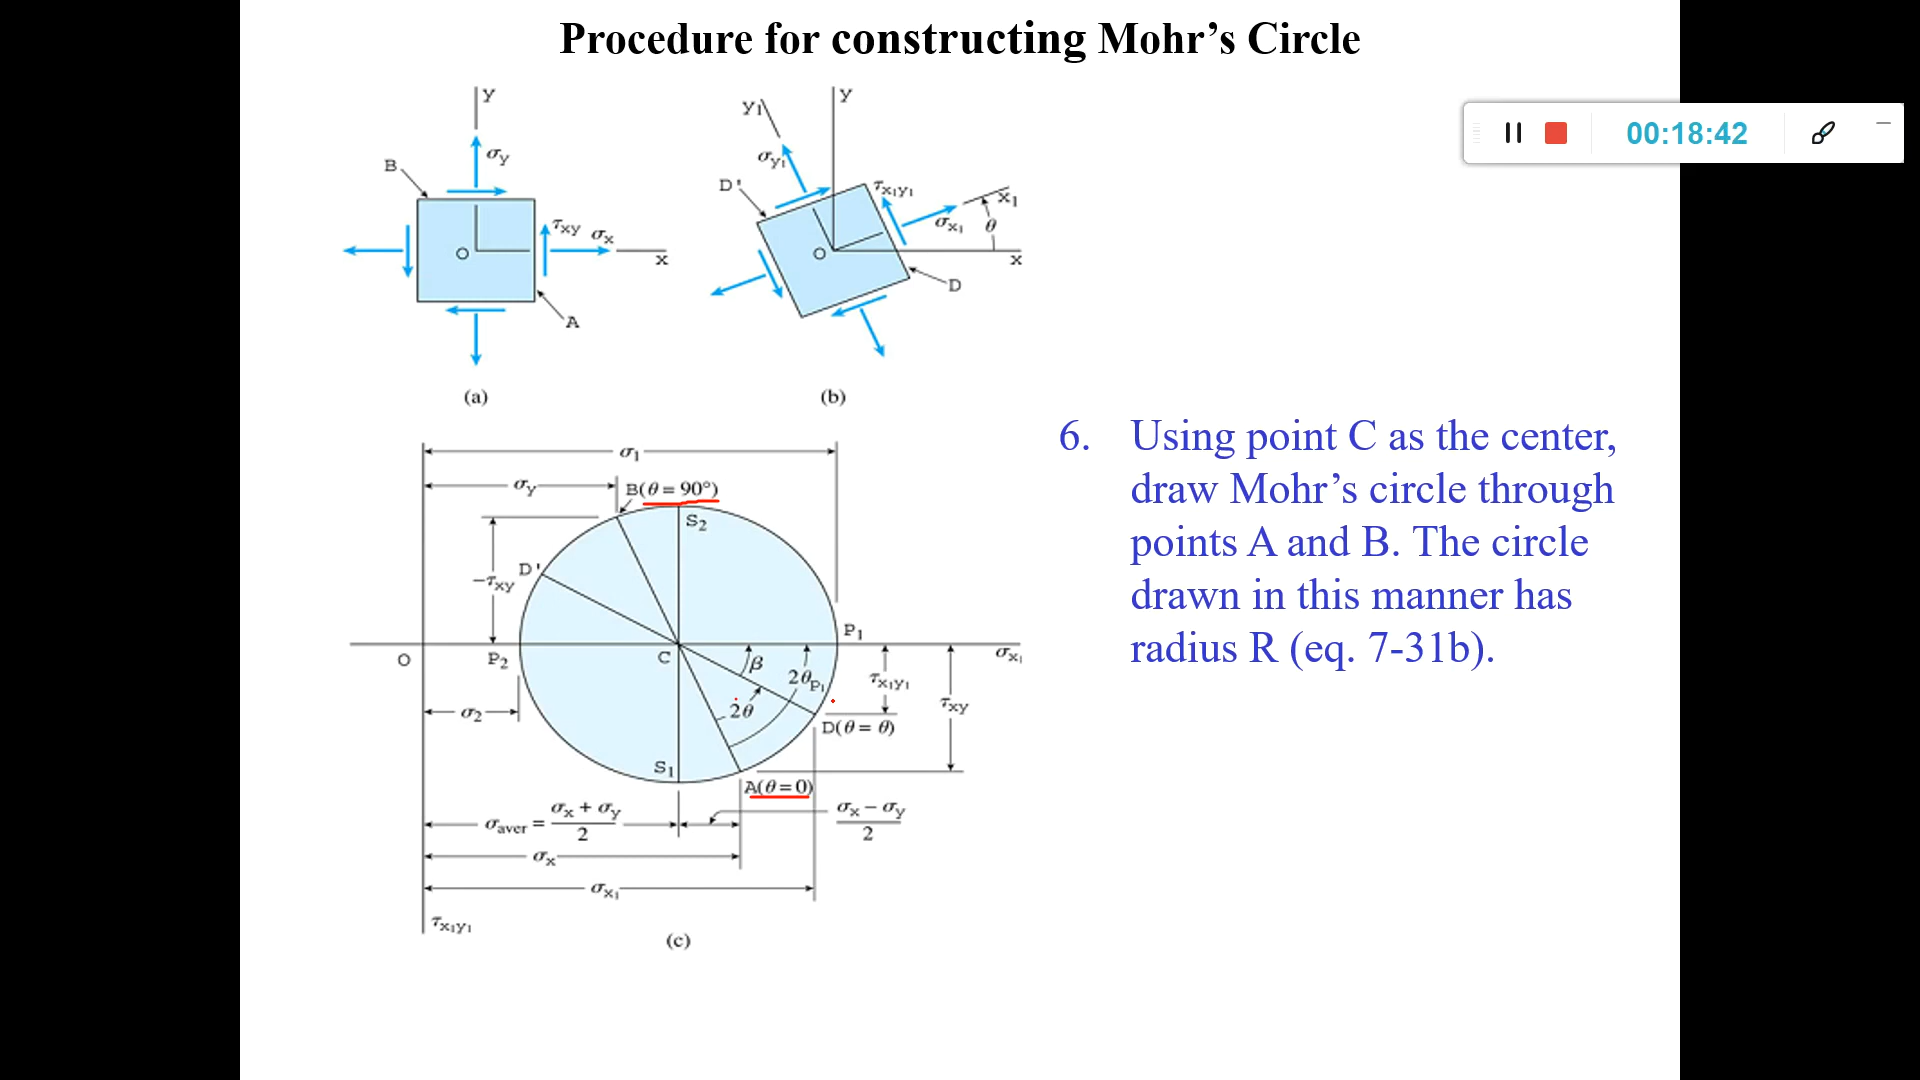 Procedure for constructing Mohr’s Circle
00:18:42
y
B
σy
τxy
σx
O
x
A
(a)
y1
y
σy1
D'
τx1y1
x1
σx1
θ
O
x
D
(b)
6. Using point C as the center,
draw Mohr’s circle through
points A and B. The circle
drawn in this manner has
radius R (eq. 7-31b).
σ1
σy
B(θ = 90°)
S2
D'
−τxy
P1
O
P2
C
β
σx1
2θp1
τx1y1
τxy
σ2
2θ
D(θ = θ)
S1
A(θ = 0)
σaver = σx + σy / 2
σx − σy / 2
σx
σx1
τx1y1
(c)